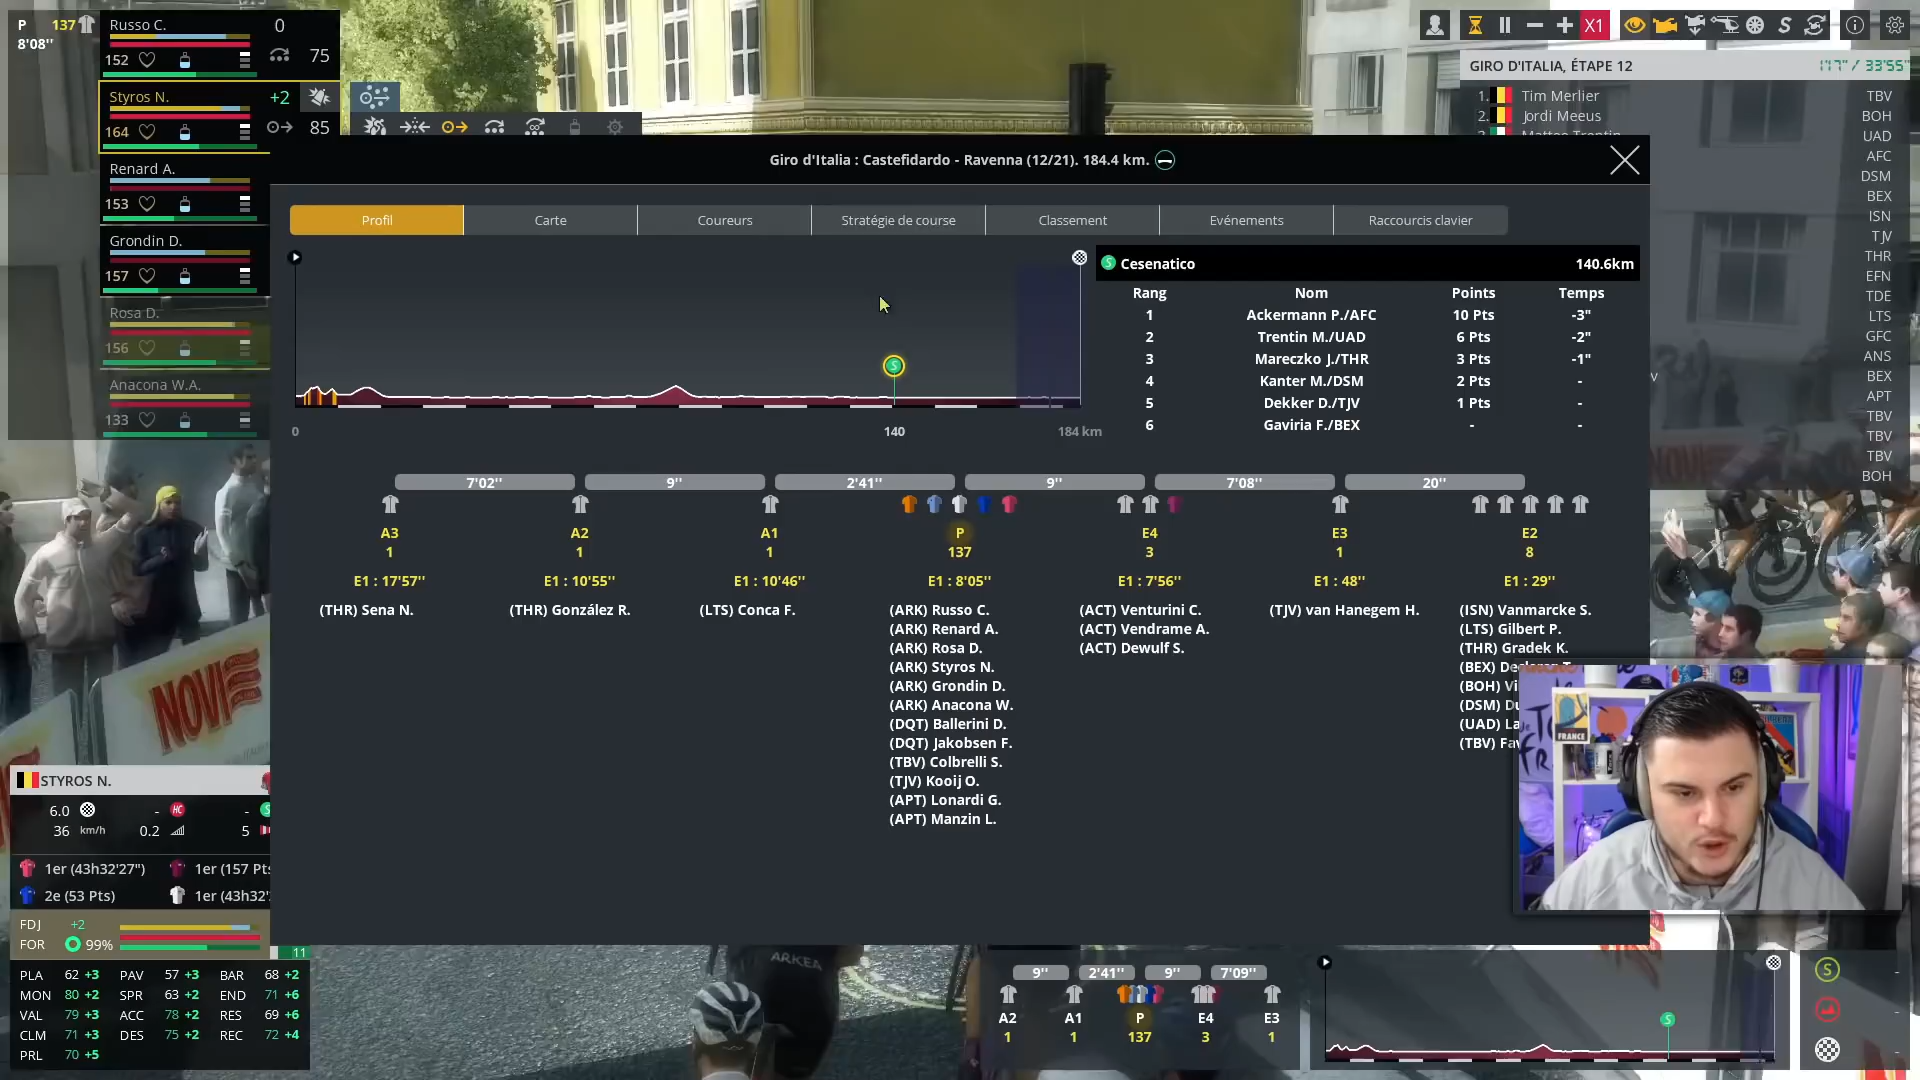 P 137
8'08''
Russo C. 0
152 75
Styros N. +2
164 85
Renard A.
153
Grondin D.
157
Rosa D.
156
Anacona W.A.
133
X1
GIRO D'ITALIA, ÉTAPE 12
1. Tim Merlier TBV
2. Jordi Meeus BOH
UAD
AFC
DSM
BEX
ISN
TJV
THR
EFN
TDE
LTS
GFC
ANS
BEX
APT
TBV
TBV
TBV
BOH
Giro d'Italia : Castefidardo - Ravenna (12/21). 184.4 km.
Profil Carte Coureurs Stratégie de course Classement Evénements Raccourcis clavier
0 140 184 km
S Cesenatico 140.6km
Rang Nom Points Temps
1 Ackermann P./AFC 10 Pts -3"
2 Trentin M./UAD 6 Pts -2"
3 Mareczko J./THR 3 Pts -1"
4 Kanter M./DSM 2 Pts -
5 Dekker D./TJV 1 Pts -
6 Gaviria F./BEX - -
7'02'' 9'' 2'41'' 9'' 7'08'' 20''
A3 A2 A1 P E4 E3 E2
1 1 1 137 3 1 8
E1 : 17'57'' E1 : 10'55'' E1 : 10'46'' E1 : 8'05'' E1 : 7'56'' E1 : 48'' E1 : 29''
(THR) Sena N.
(THR) González R.
(LTS) Conca F.
(ARK) Russo C.
(ARK) Renard A.
(ARK) Rosa D.
(ARK) Styros N.
(ARK) Grondin D.
(ARK) Anacona W.
(DQT) Ballerini D.
(DQT) Jakobsen F.
(TBV) Colbrelli S.
(TJV) Kooij O.
(APT) Lonardi G.
(APT) Manzin L.
(ACT) Venturini C.
(ACT) Vendrame A.
(ACT) Dewulf S.
(TJV) van Hanegem H.
(ISN) Vanmarcke S.
(LTS) Gilbert P.
(THR) Gradek K.
(BEX)
(BOH)
(DSM)
(UAD)
(TBV)
FRANCE
NOVI
ARKEA
STYROS N.
6.0 - HC - S
36 km/h 0.2 5
1er (43h32'27") 1er (157 Pts
2e (53 Pts) 1er (43h32'
FDJ +2
FOR 99%
11
PLA 62 +3 PAV 57 +3 BAR 68 +2
MON 80 +2 SPR 63 +2 END 71 +6
VAL 79 +3 ACC 78 +2 RES 69 +6
CLM 71 +3 DES 75 +2 REC 72 +4
PRL 70 +5
9'' 2'41'' 9'' 7'09''
A2 A1 P E4 E3
1 1 137 3 1
S
S -
-
-